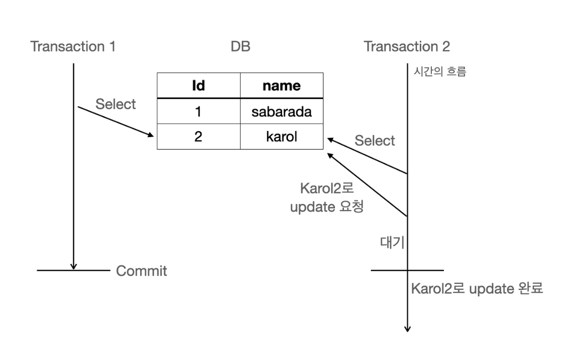 Transaction 1
DB
Transaction 2
시간의 흐름
Id name
1 sabarada
2 karol
Select
Select
Karol2로
update 요청
대기
Commit
Karol2로 update 완료